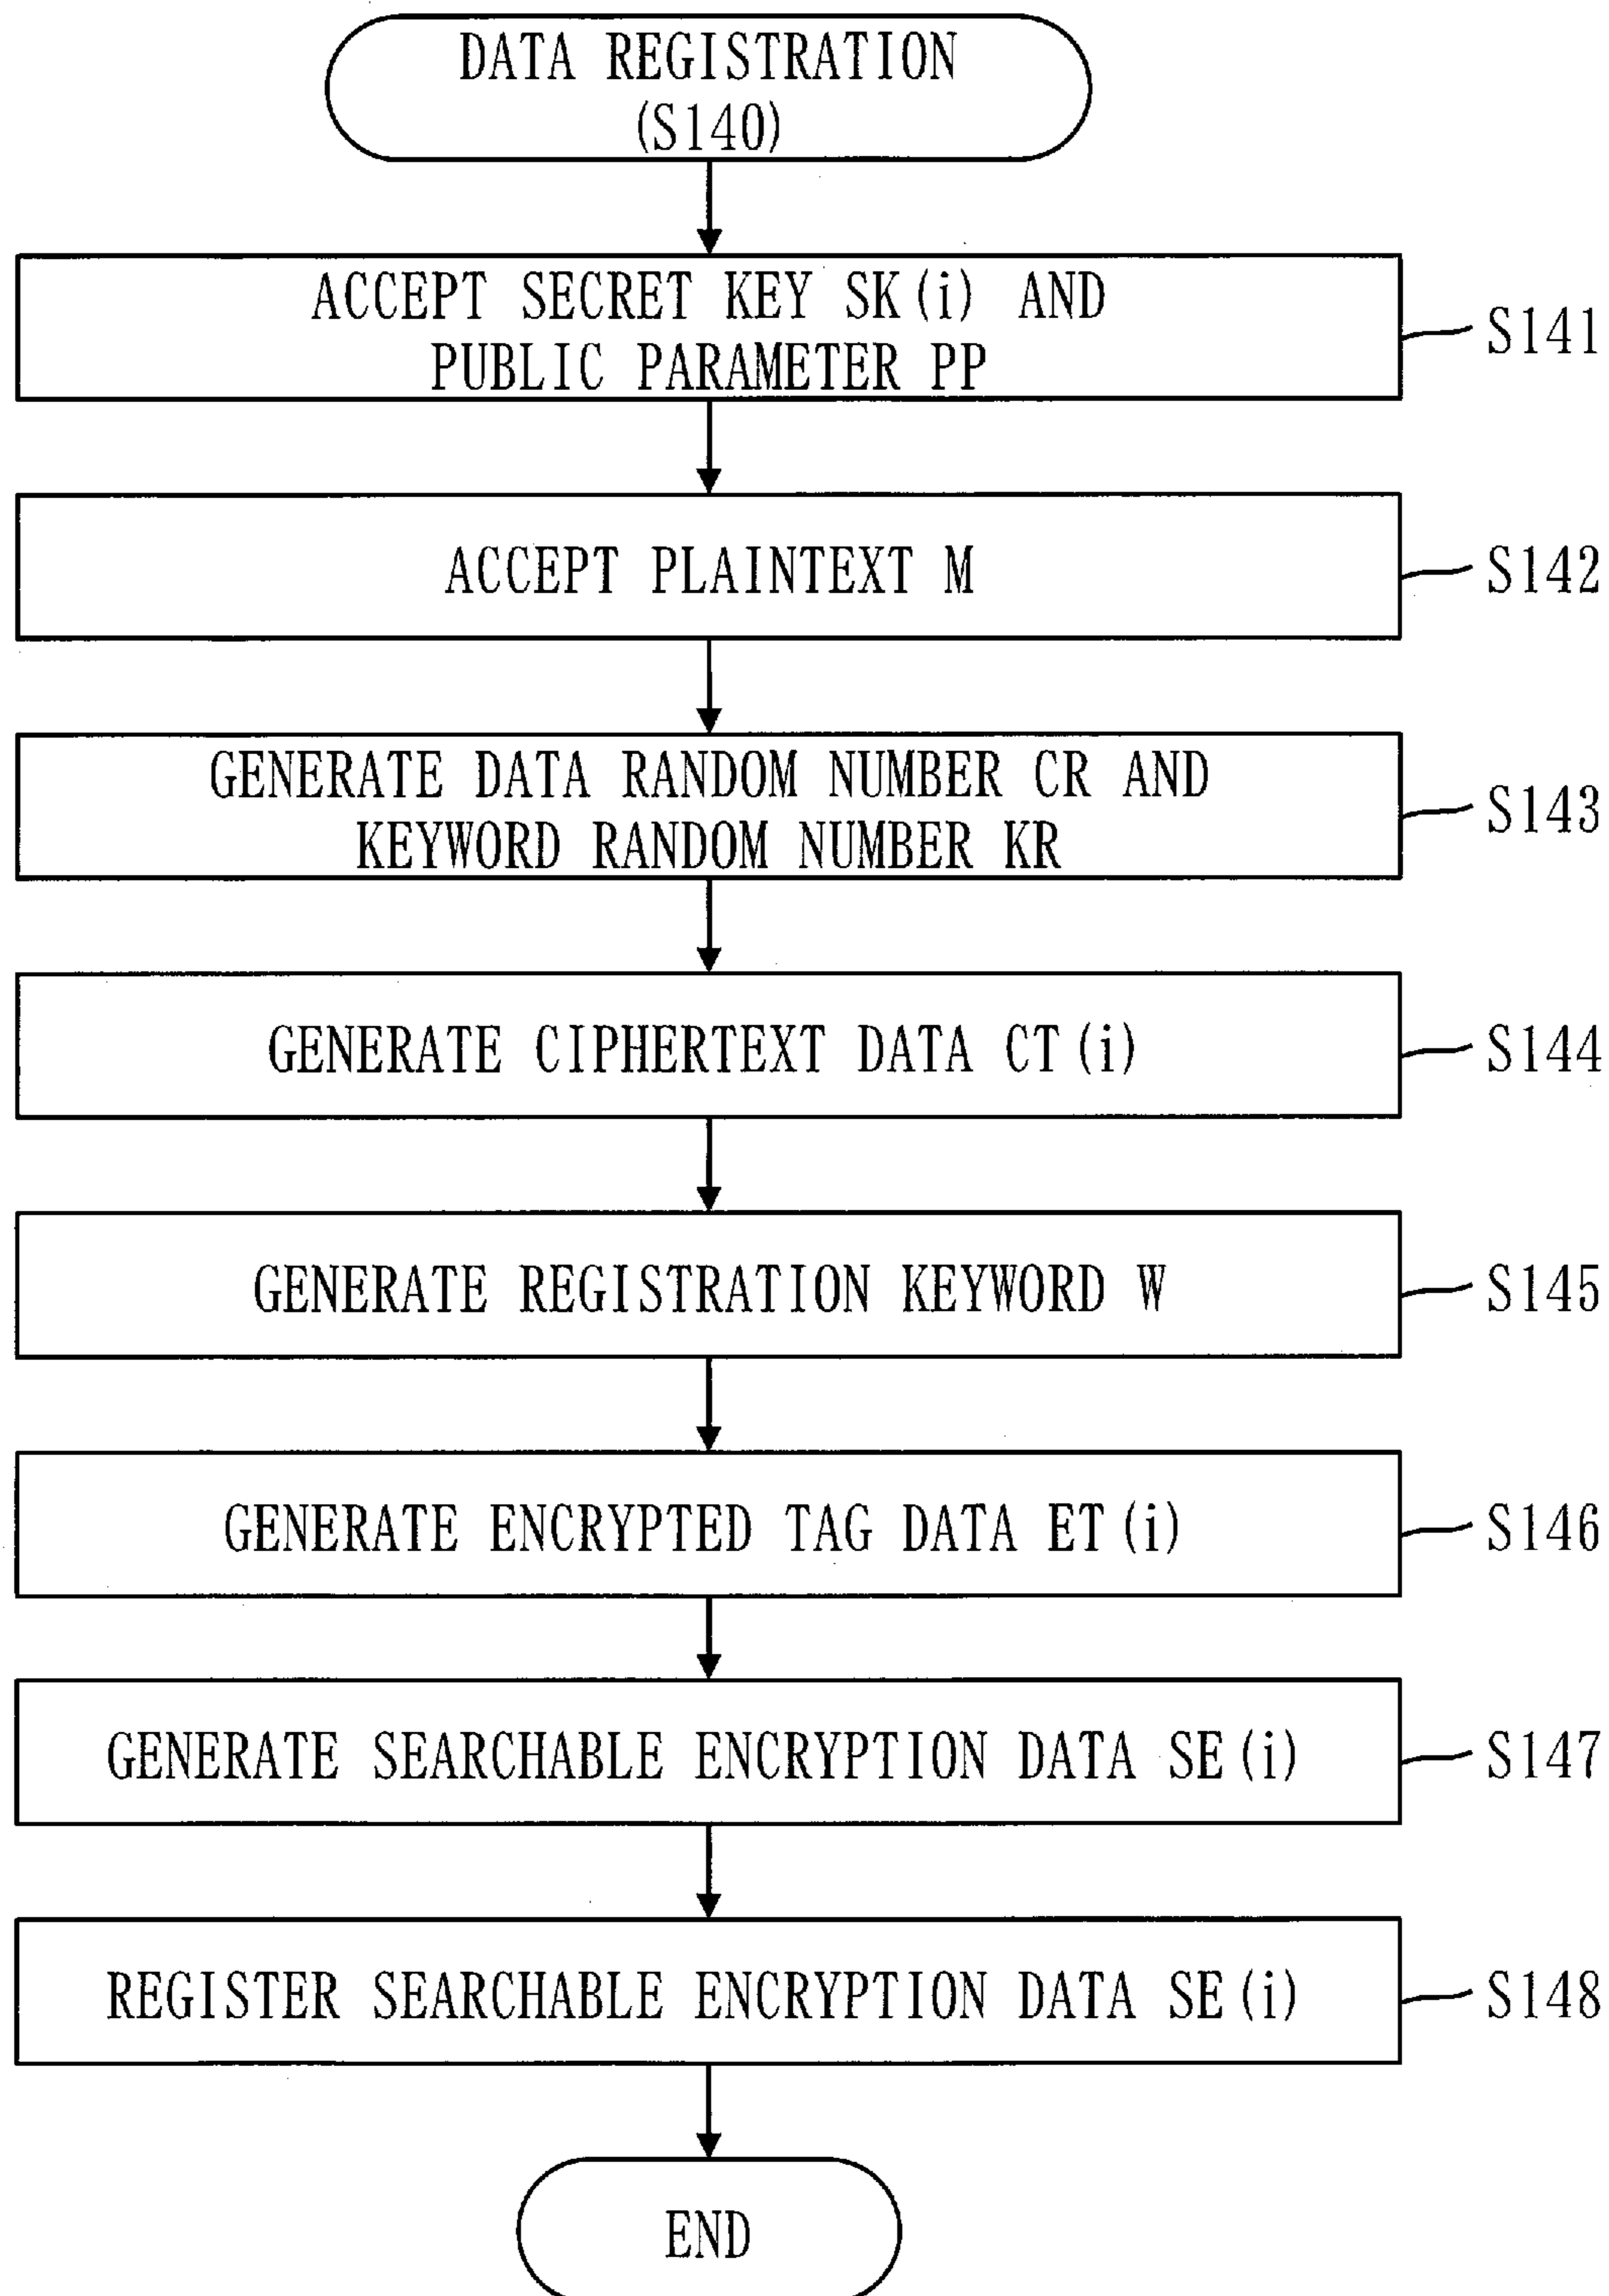 DATA REGISTRATION
(S140)
ACCEPT SECRET KEY SK(i) AND
PUBLIC PARAMETER PP
S141
ACCEPT PLAINTEXT M
S142
GENERATE DATA RANDOM NUMBER CR AND
KEYWORD RANDOM NUMBER KR
S143
GENERATE CIPHERTEXT DATA CT(i)
S144
GENERATE REGISTRATION KEYWORD W
S145
GENERATE ENCRYPTED TAG DATA ET(i)
S146
GENERATE SEARCHABLE ENCRYPTION DATA SE(i)
S147
REGISTER SEARCHABLE ENCRYPTION DATA SE(i)
S148
END